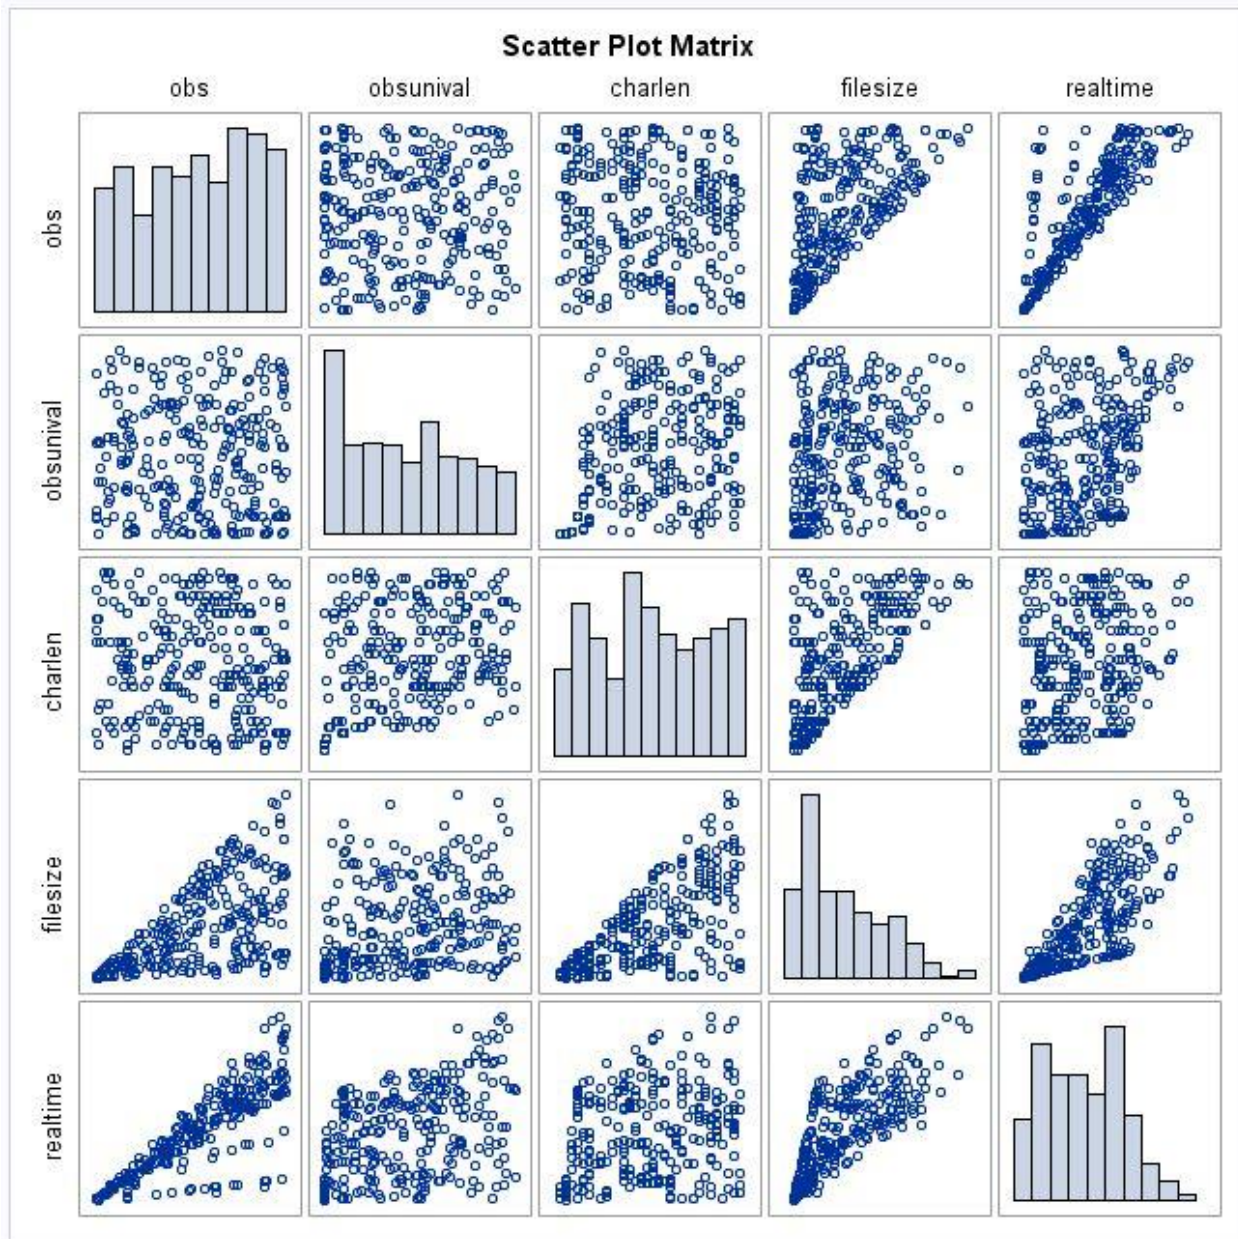 Scatter Plot Matrix
obs obsunival charlen filesize realtime
obs
obsunival
charlen
filesize
realtime